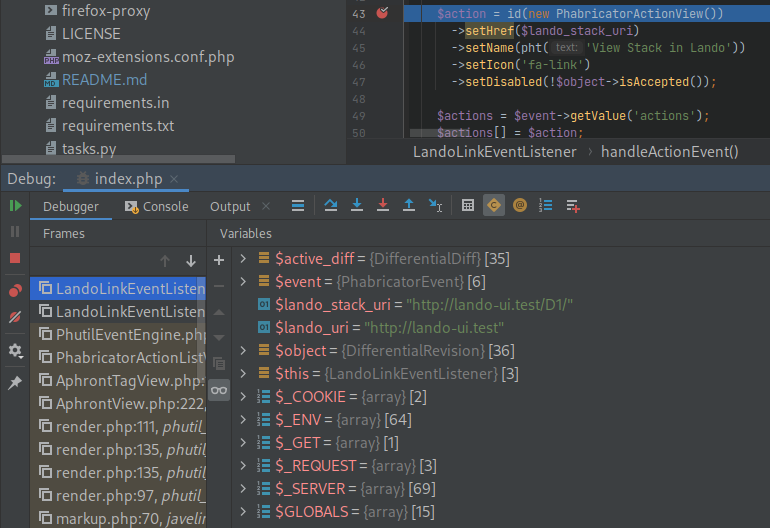 firefox-proxy
LICENSE
moz-extensions.conf.php
README.md
requirements.in
requirements.txt
tasks.py
43 $action = id(new PhabricatorActionView())
44 ->setHref($lando_stack_uri)
45 ->setName(pht( text: 'View Stack in Lando'))
46 ->setIcon('fa-link')
47 ->setDisabled(!$object->isAccepted());
48
49 $actions = $event->getValue('actions');
50 $actions[] = $action;
LandoLinkEventListener › handleActionEvent()
Debug: index.php ×
Debugger Console Output ×
Frames
LandoLinkEventListen
LandoLinkEventListen
PhutilEventEngine.php
PhabricatorActionListV
AphrontTagView.php:
AphrontView.php:222,
render.php:111, phutil_
render.php:135, phutil_
render.php:135, phutil_
render.php:97, phutil_
markup.php:70, javelin
Variables
$active_diff = {DifferentialDiff} [35]
$event = {PhabricatorEvent} [6]
$lando_stack_uri = "http://lando-ui.test/D1/"
$lando_uri = "http://lando-ui.test"
$object = {DifferentialRevision} [36]
$this = {LandoLinkEventListener} [3]
$_COOKIE = {array} [2]
$_ENV = {array} [64]
$_GET = {array} [1]
$_REQUEST = {array} [3]
$_SERVER = {array} [69]
$GLOBALS = {array} [15]